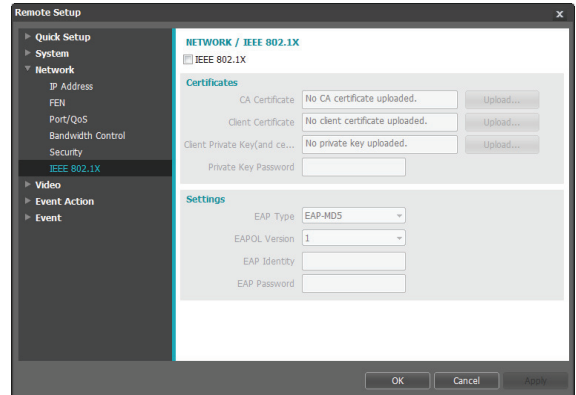 Remote Setup
x
Quick Setup
System
Network
IP Address
FEN
Port/QoS
Bandwidth Control
Security
IEEE 802.1X
Video
Event Action
Event
NETWORK / IEEE 802.1X
IEEE 802.1X
Certificates
CA Certificate No CA certificate uploaded. Upload...
Client Certificate No client certificate uploaded. Upload...
Client Private Key(and ce... No private key uploaded. Upload...
Private Key Password
Settings
EAP Type EAP-MD5
EAPOL Version 1
EAP Identity
EAP Password
OK Cancel Apply